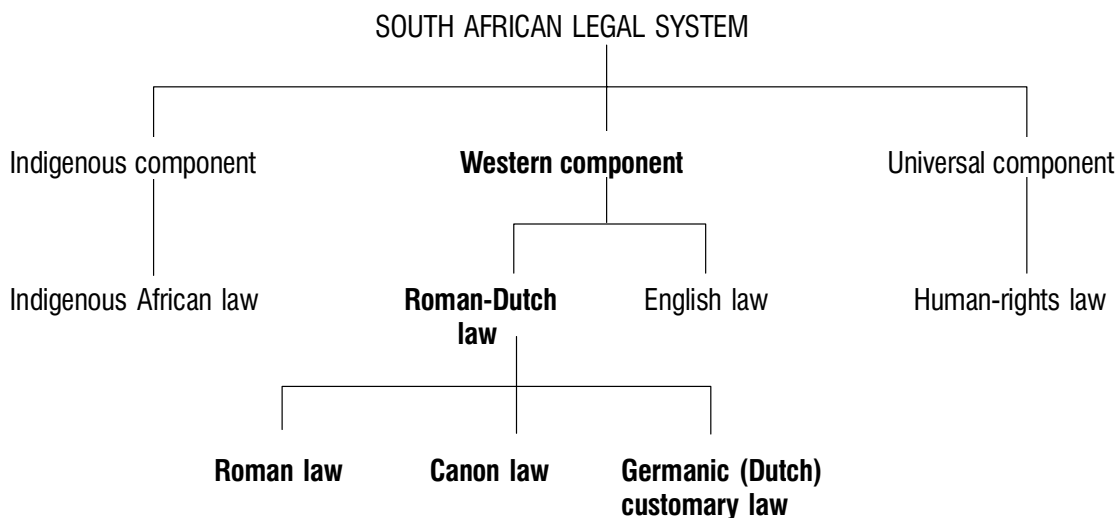 SOUTH AFRICAN LEGAL SYSTEM
Indigenous component
Western component
Universal component
Indigenous African law
Roman-Dutch
law
English law
Human-rights law
Roman law
Canon law
Germanic (Dutch)
customary law